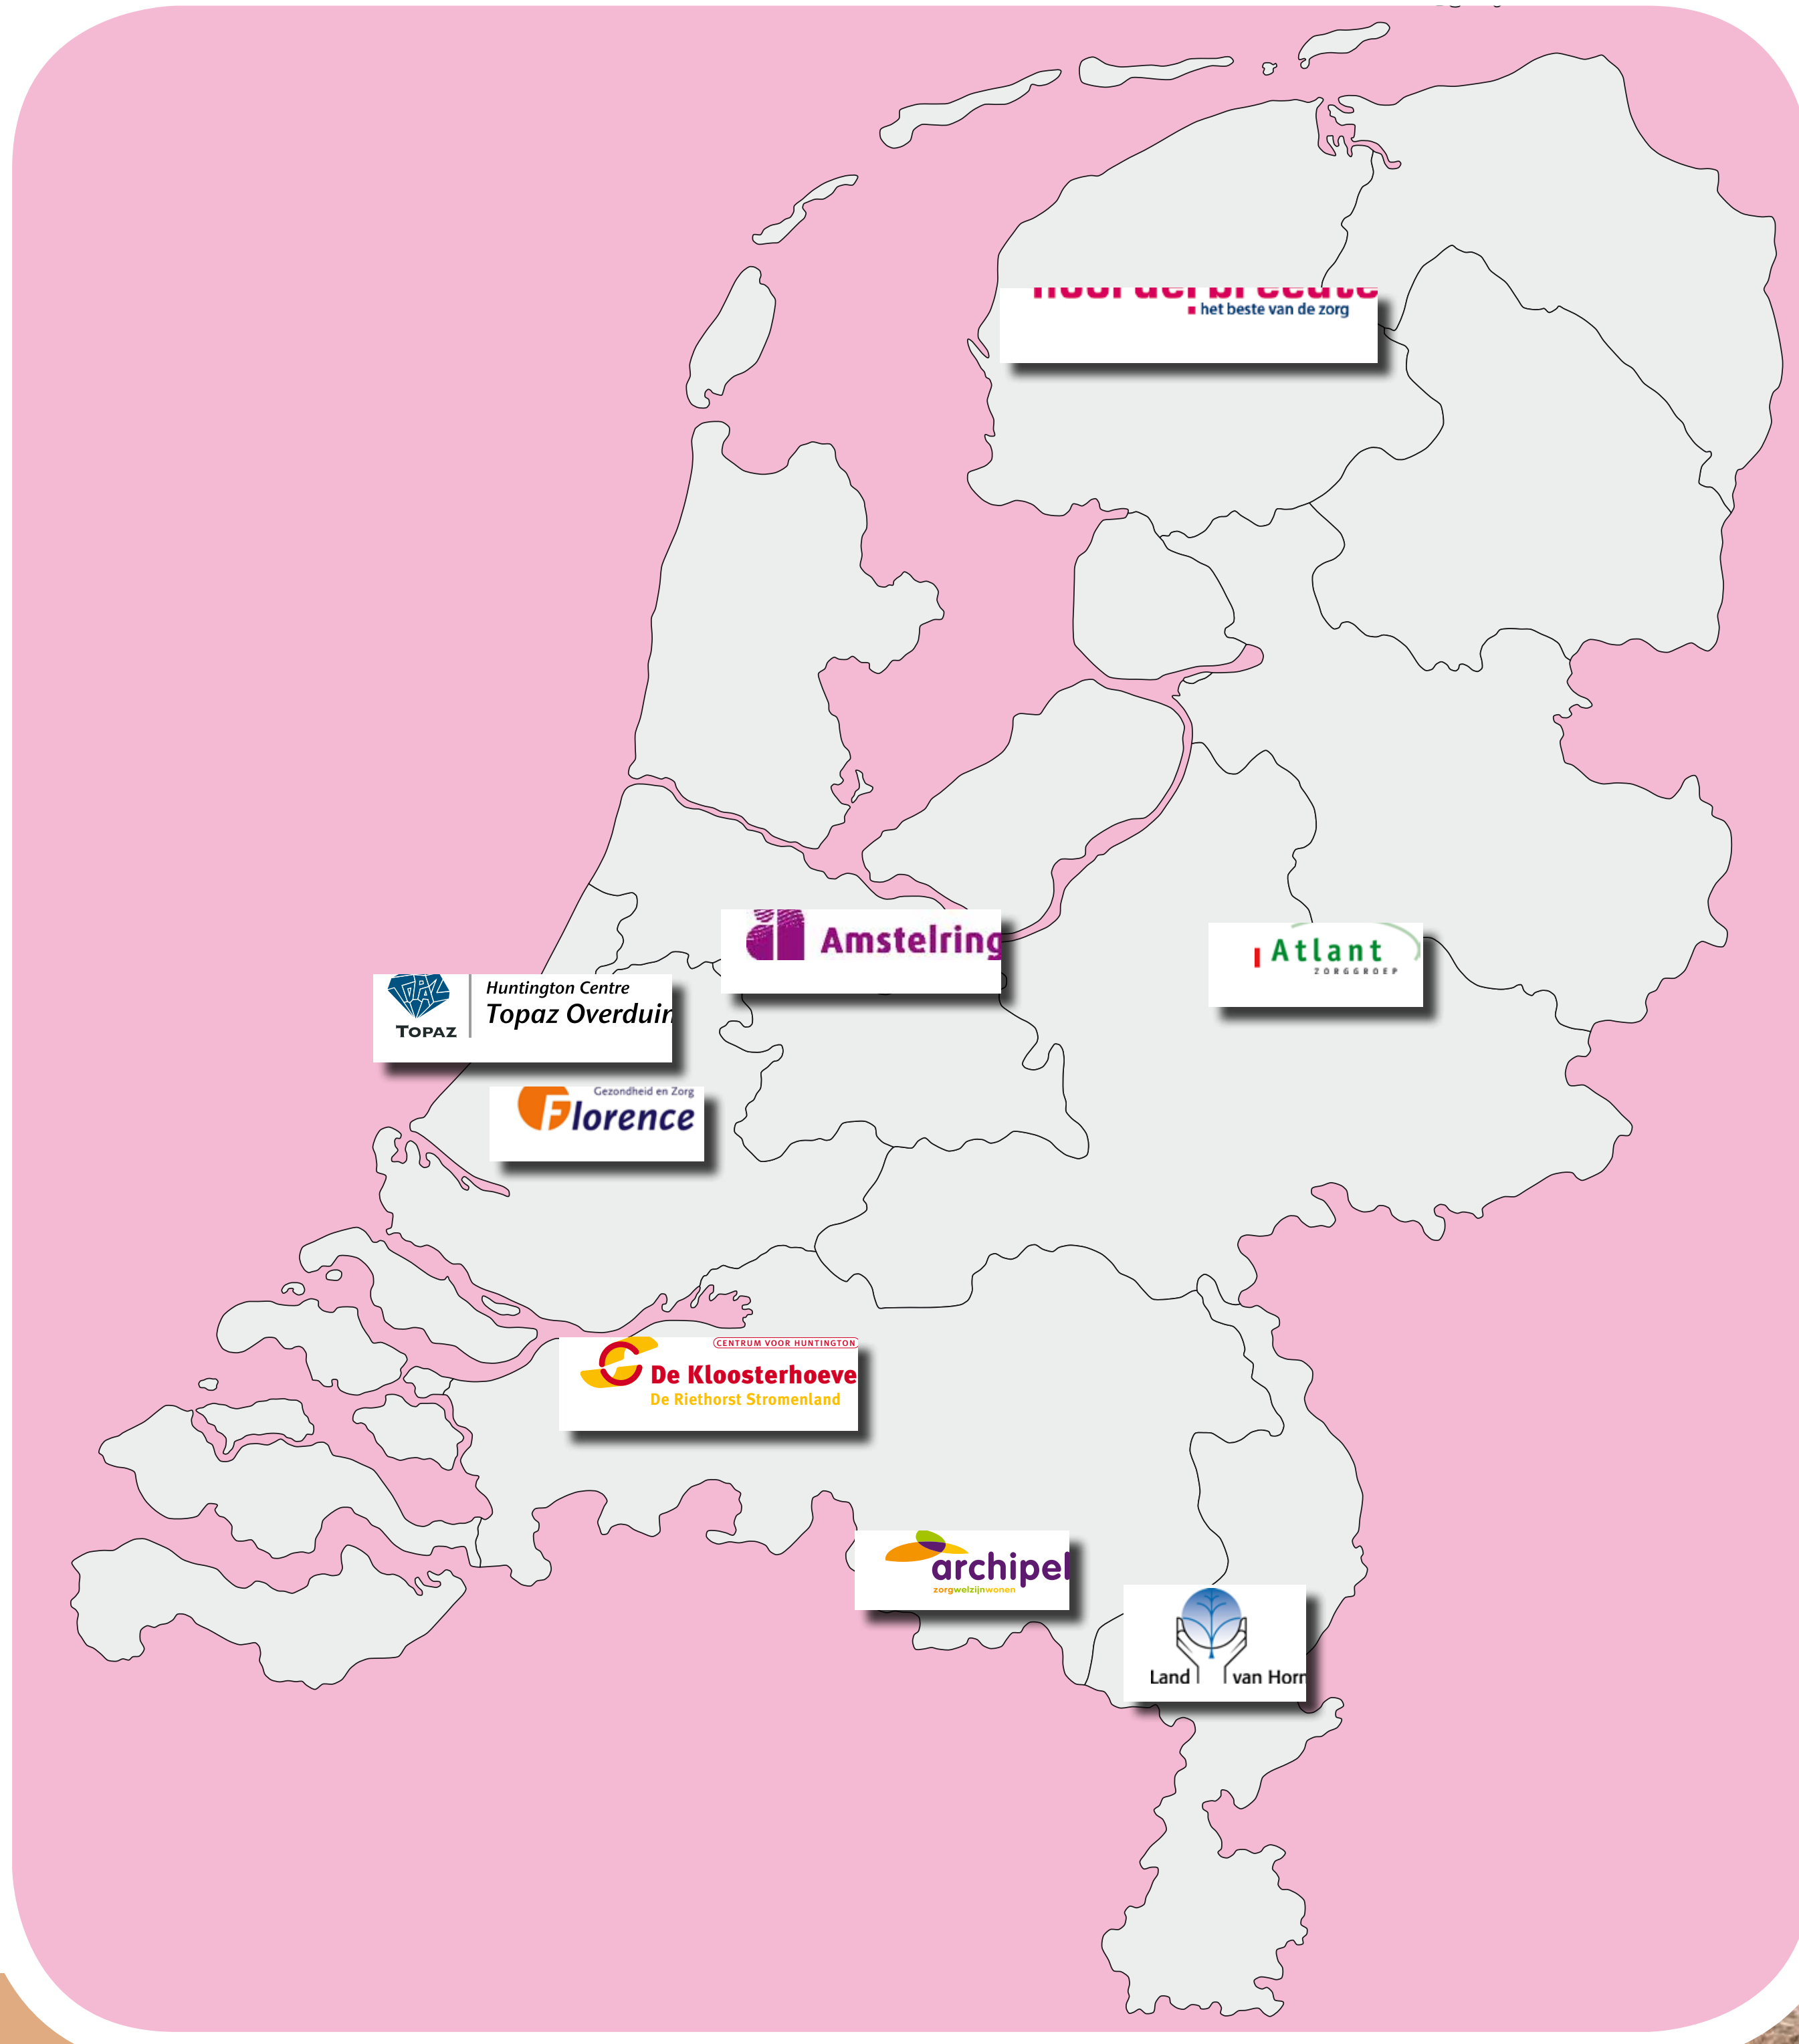 het beste van de zorg
Amstelring
Atlant
ZORGGROEP
Huntington Centre
Topaz Overduin
TOPAZ
Gezondheid en Zorg
Florence
CENTRUM VOOR HUNTINGTON
De Kloosterhoeve
De Riethorst Stromenland
archipel
zorgwelzijnwonen
Land van Horn